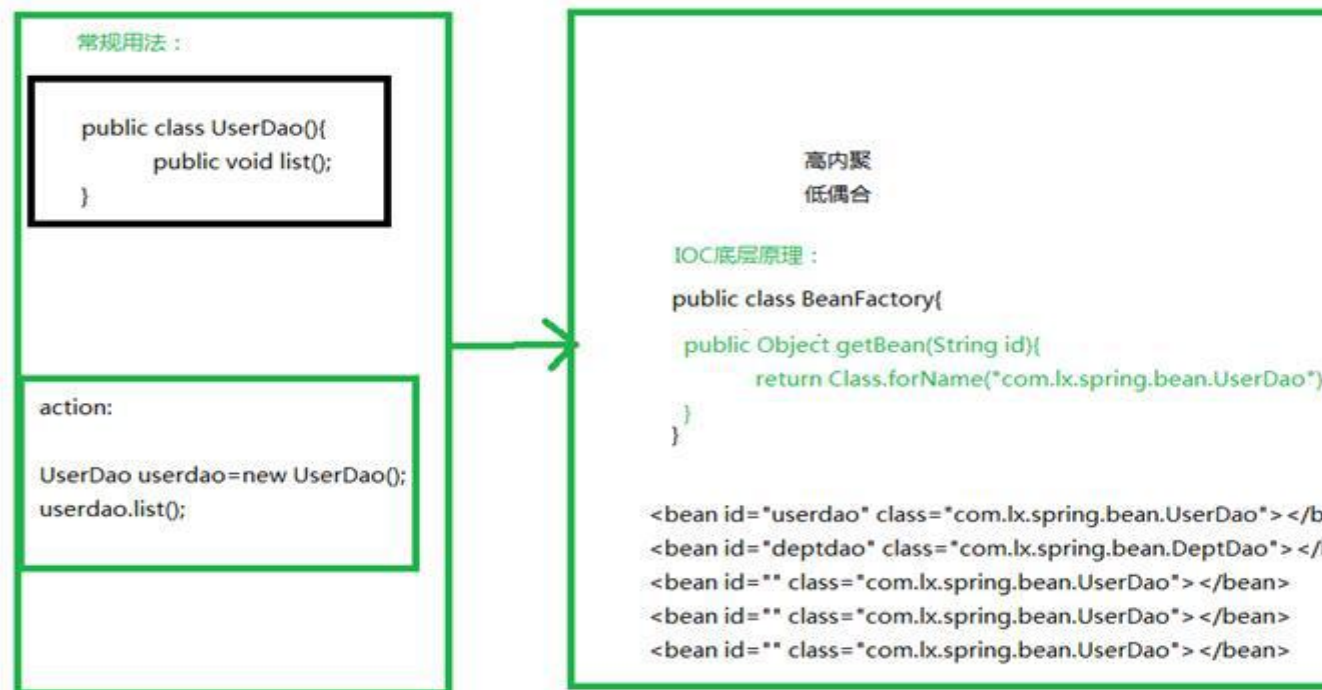 常规用法：
public class UserDao(){
public void list();
}
action:
UserDao userdao=new UserDao();
userdao.list();
高内聚
低偶合
IOC底层原理：
public class BeanFactory{
public Object getBean(String id){
return Class.forName("com.lx.spring.bean.UserDao")
}
}
<bean id="userdao" class="com.lx.spring.bean.UserDao"></b
<bean id="deptdao" class="com.lx.spring.bean.DeptDao"></
<bean id="" class="com.lx.spring.bean.UserDao"></bean>
<bean id="" class="com.lx.spring.bean.UserDao"></bean>
<bean id="" class="com.lx.spring.bean.UserDao"></bean>